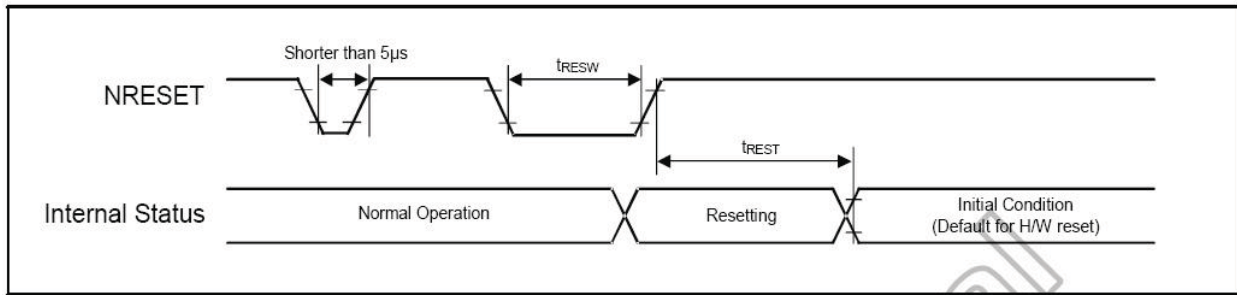 Shorter than 5µs
tRESW
NRESET
tREST
Internal Status
Normal Operation
Resetting
Initial Condition
(Default for H/W reset)